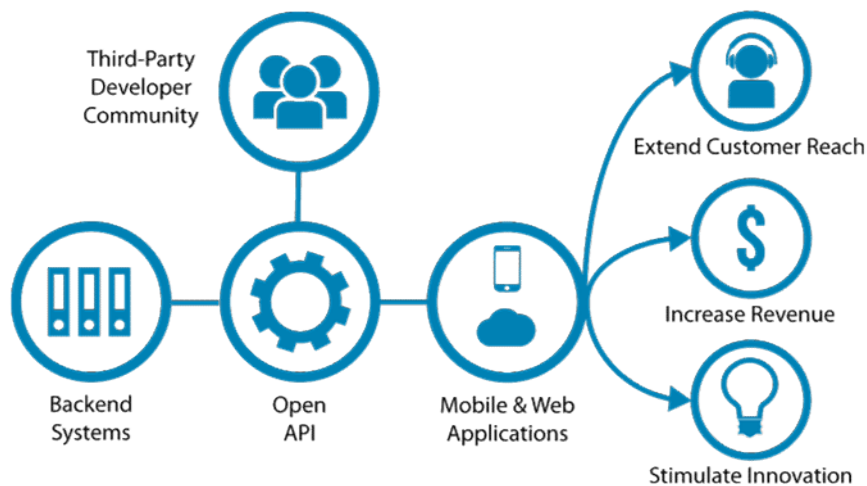 Third-Party
Developer
Community
Extend Customer Reach
$
Increase Revenue
Backend
Systems
Open
API
Mobile & Web
Applications
Stimulate Innovation